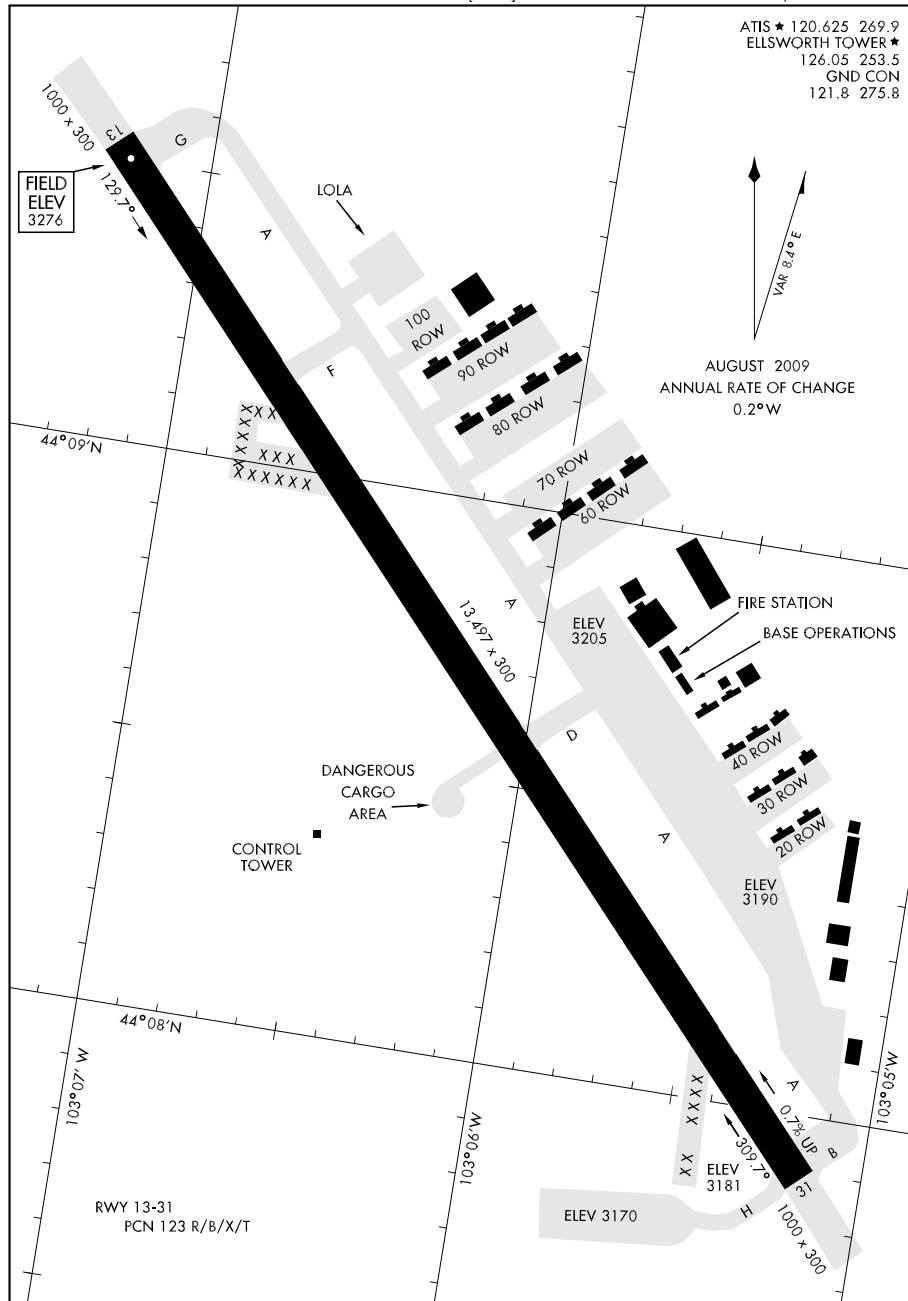 ATIS ★ 120.625 269.9
ELLSWORTH TOWER ★
126.05 253.5
GND CON
121.8 275.8
1000 x 300
13
G
FIELD
ELEV
3276
129.7°
LOLA
A
VAR 8.4° E
100
ROW
90 ROW
F
AUGUST 2009
ANNUAL RATE OF CHANGE
0.2° W
80 ROW
X X X
X X X X X
44°09'N
X X X
X X X X X X
70 ROW
60 ROW
13,497 x 300
A
ELEV
3205
FIRE STATION
BASE OPERATIONS
D
40 ROW
DANGEROUS
CARGO
AREA
30 ROW
A
20 ROW
CONTROL
TOWER
ELEV
3190
44°08'N
103°07' W
103°06'W
103°05'W
X X X X
X X
A
0.7% UP
309.7°
B
ELEV
3181
31
RWY 13-31
PCN 123 R/B/X/T
ELEV 3170
H
1000 x 300